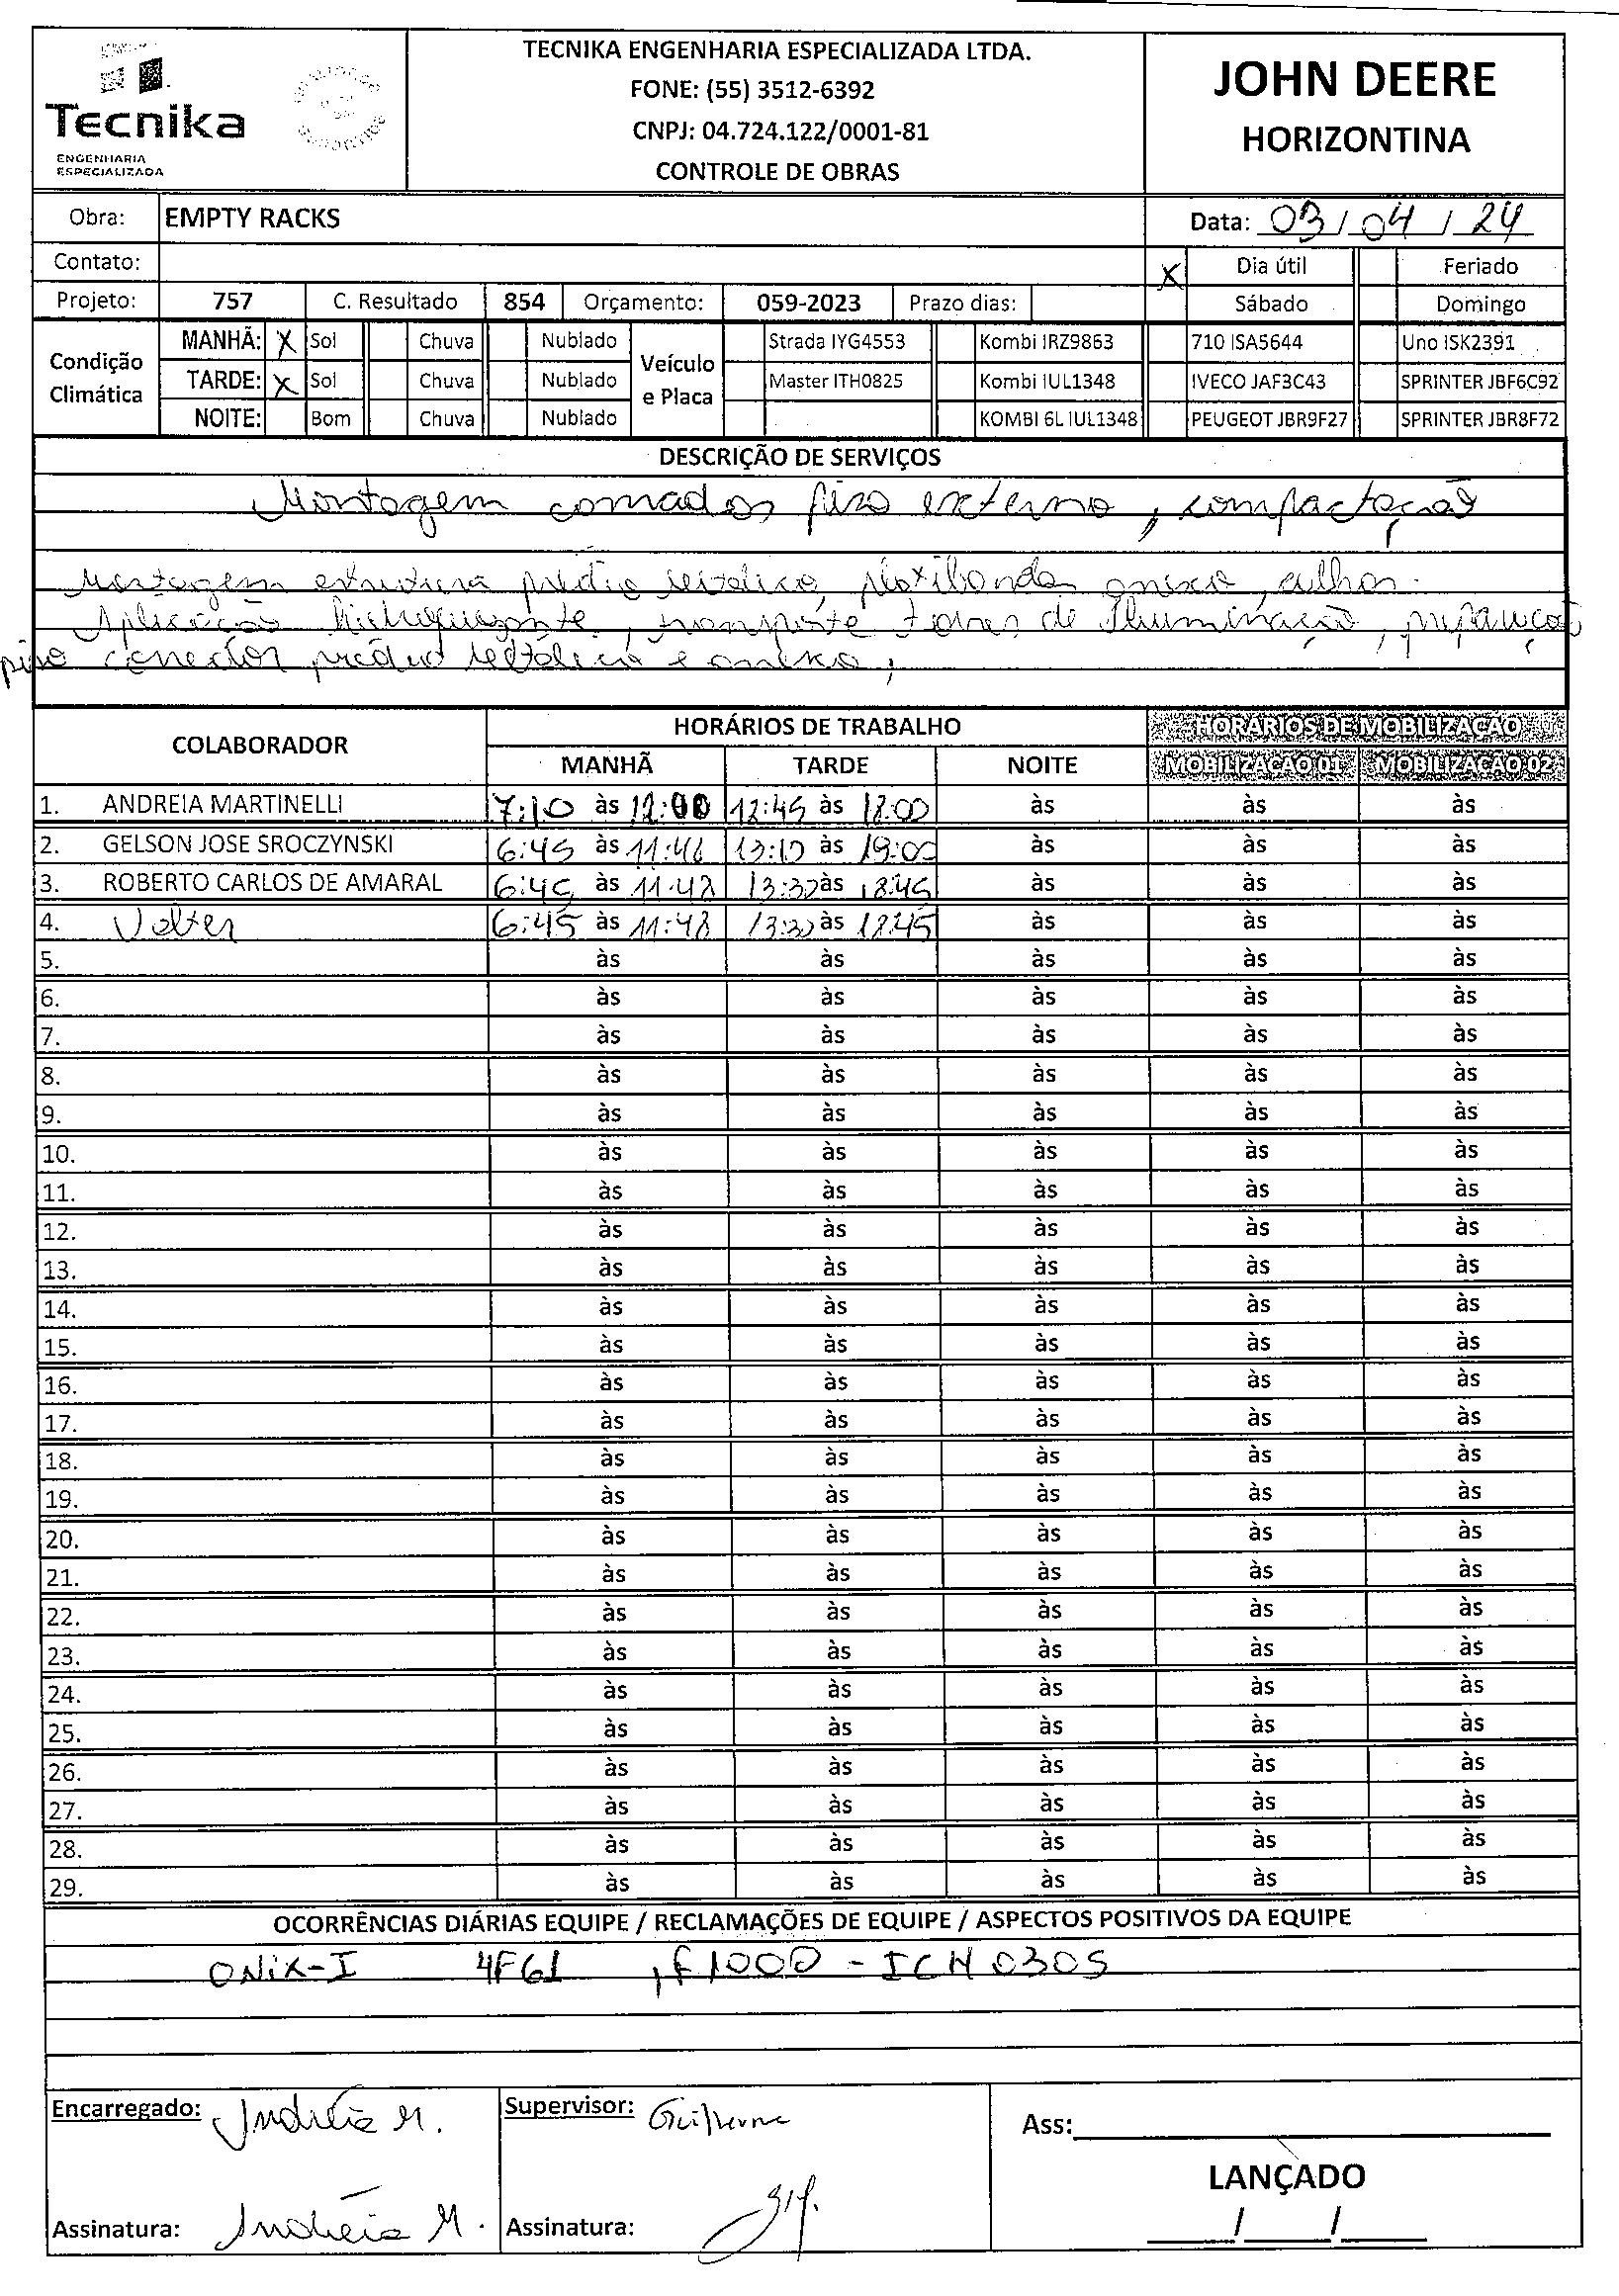 Tecnika
ENGENHARIA
ESPECIALIZADA
TECNIKA ENGENHARIA ESPECIALIZADA LTDA.
FONE: (55) 3512-6392
CNPJ: 04.724.122/0001-81
CONTROLE DE OBRAS
JOHN DEERE
HORIZONTINA
Obra: EMPTY RACKS Data: 03/04/24
Contato: X Dia útil Feriado
Projeto: 757 C. Resultado 854 Orçamento: 059-2023 Prazo dias: Sábado Domingo
Condição Climática
MANHÃ: X Sol Chuva Nublado
TARDE: X Sol Chuva Nublado
NOITE: Bom Chuva Nublado
Veículo e Placa
Strada IYG4553 Kombi IRZ9863 710 ISA5644 Uno ISK2391
Master ITH0825 Kombi IUL1348 IVECO JAF3C43 SPRINTER JBF6C92
KOMBI 6L IUL1348 PEUGEOT JBR9F27 SPRINTER JBR8F72
DESCRIÇÃO DE SERVIÇOS
Montagem camadas piso externo, compactação
Montagem estrutura prédio anexo, calhas.
Aplicação, transporte torres de Iluminação,
piso conector prédio e anexo,
COLABORADOR HORÁRIOS DE TRABALHO HORÁRIOS DE MOBILIZAÇÃO
MANHÃ TARDE NOITE MOBILIZAÇÃO 01 MOBILIZAÇÃO 02
1. ANDREIA MARTINELLI 7:10 às 12:00 12:45 às 18:00 às às às
2. GELSON JOSE SROCZYNSKI 6:45 às 11:48 13:10 às 19:00 às às às
3. ROBERTO CARLOS DE AMARAL 6:45 às 11:48 13:30 às 18:45 às às às
4. Valter 6:45 às 11:48 13:30 às 18:45 às às às
5. às às às às às
6. às às às às às
7. às às às às às
8. às às às às às
9. às às às às às
10. às às às às às
11. às às às às às
12. às às às às às
13. às às às às às
14. às às às às às
15. às às às às às
16. às às às às às
17. às às às às às
18. às às às às às
19. às às às às às
20. às às às às às
21. às às às às às
22. às às às às às
23. às às às às às
24. às às às às às
25. às às às às às
26. às às às às às
27. às às às às às
28. às às às às às
29. às às às às às
OCORRÊNCIAS DIÁRIAS EQUIPE / RECLAMAÇÕES DE EQUIPE / ASPECTOS POSITIVOS DA EQUIPE
ONIX-I 4F61 , F1000 - ICH0305
Encarregado: Andréia M. Supervisor: Guilherme Ass:
LANÇADO
Assinatura: Andréia M. Assinatura: / /